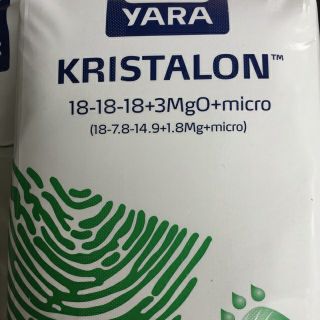 YARA
KRISTALON™
18-18-18+3MgO+micro
(18-7.8-14.9+1.8Mg+micro)